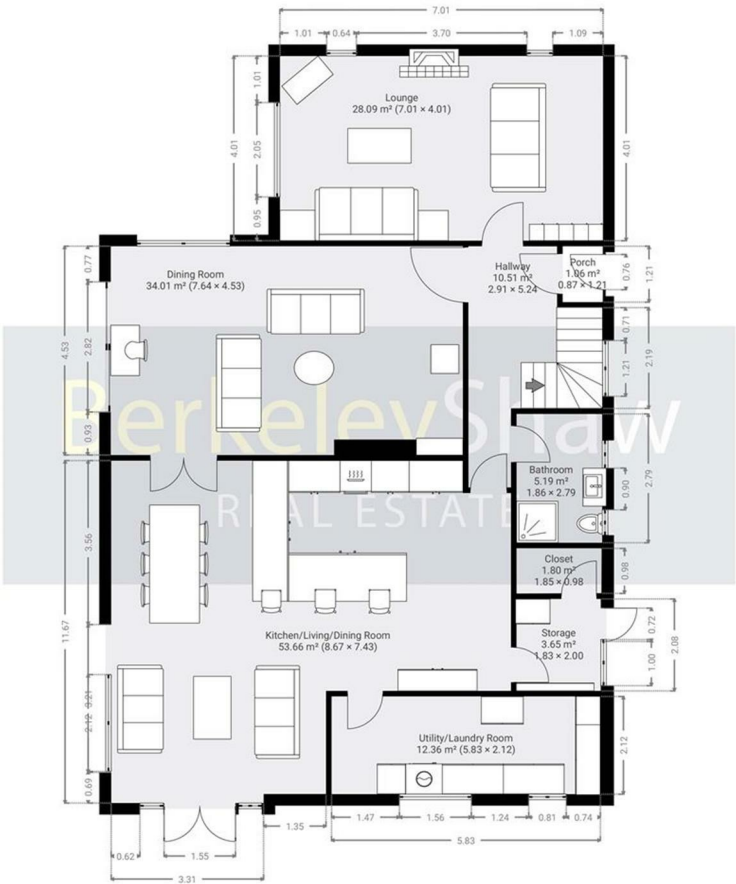 7.01
1.01 0.64 3.70 1.09
Lounge
28.09 m² (7.01 × 4.01)
4.01
1.01
2.05
0.95
4.01
Dining Room
34.01 m² (7.64 × 4.53)
Hallway
10.51 m²
2.91 × 5.24
Porch
1.06 m²
0.87 × 1.21
0.76
1.21
0.77
2.82
4.53
0.93
0.71
1.21
2.19
BerkeleyShaw
REAL ESTATE
Bathroom
5.19 m²
1.86 × 2.79
0.90
2.79
Closet
1.80 m²
1.85 × 0.98
0.98
3.56
11.67
Kitchen/Living/Dining Room
53.66 m² (8.67 × 7.43)
Storage
3.65 m²
1.83 × 2.00
0.72
1.00
2.08
3.21
2.12
0.69
Utility/Laundry Room
12.36 m² (5.83 × 2.12)
2.12
1.35
1.47 1.56 1.24 0.81 0.74
5.83
0.62 1.55
3.31